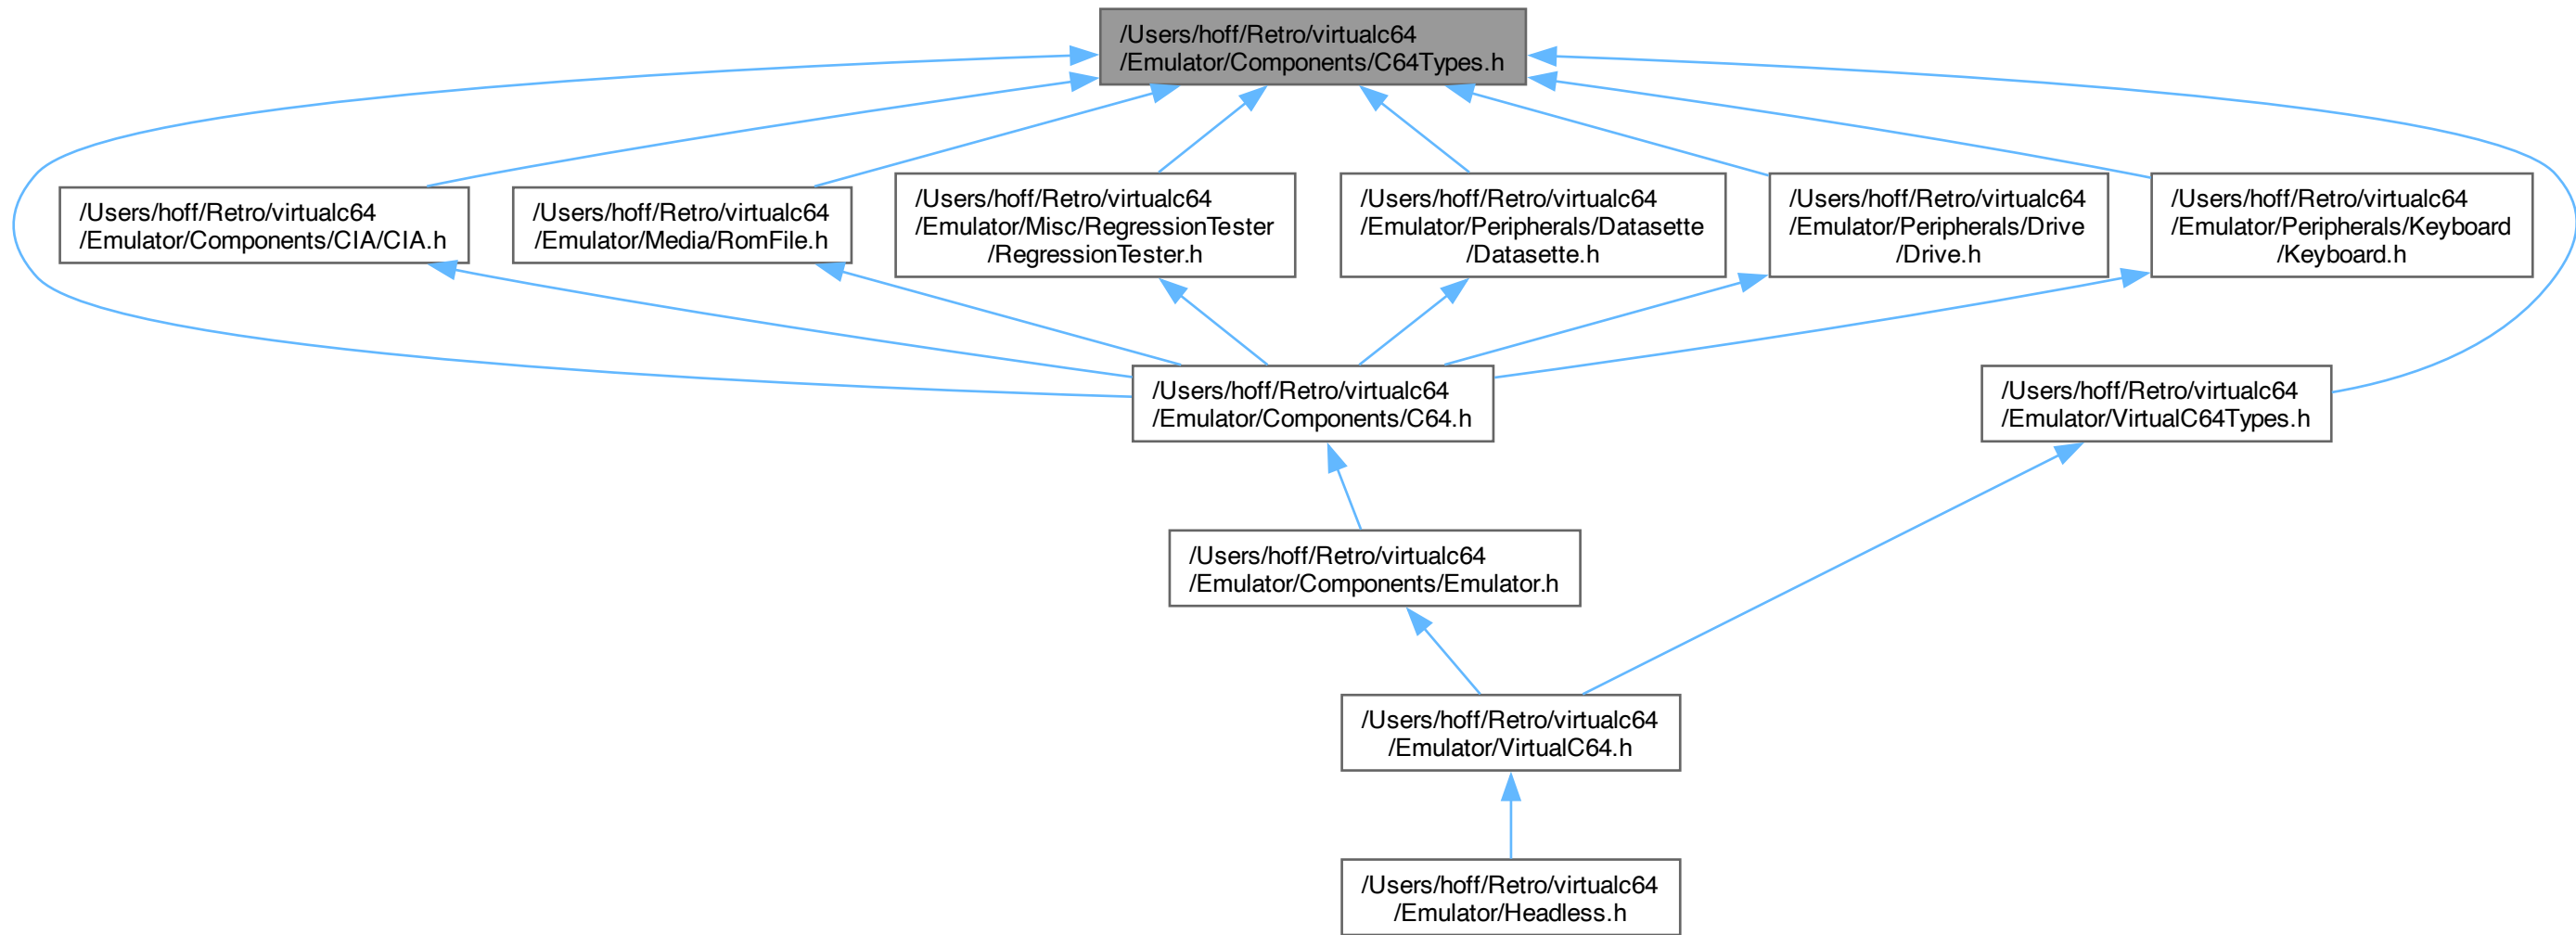 /Users/hoff/Retro/virtualc64
/Emulator/Components/C64Types.h
/Users/hoff/Retro/virtualc64
/Emulator/Components/CIA/CIA.h
/Users/hoff/Retro/virtualc64
/Emulator/Media/RomFile.h
/Users/hoff/Retro/virtualc64
/Emulator/Misc/RegressionTester
/RegressionTester.h
/Users/hoff/Retro/virtualc64
/Emulator/Peripherals/Datasette
/Datasette.h
/Users/hoff/Retro/virtualc64
/Emulator/Peripherals/Drive
/Drive.h
/Users/hoff/Retro/virtualc64
/Emulator/Peripherals/Keyboard
/Keyboard.h
/Users/hoff/Retro/virtualc64
/Emulator/Components/C64.h
/Users/hoff/Retro/virtualc64
/Emulator/VirtualC64Types.h
/Users/hoff/Retro/virtualc64
/Emulator/Components/Emulator.h
/Users/hoff/Retro/virtualc64
/Emulator/VirtualC64.h
/Users/hoff/Retro/virtualc64
/Emulator/Headless.h